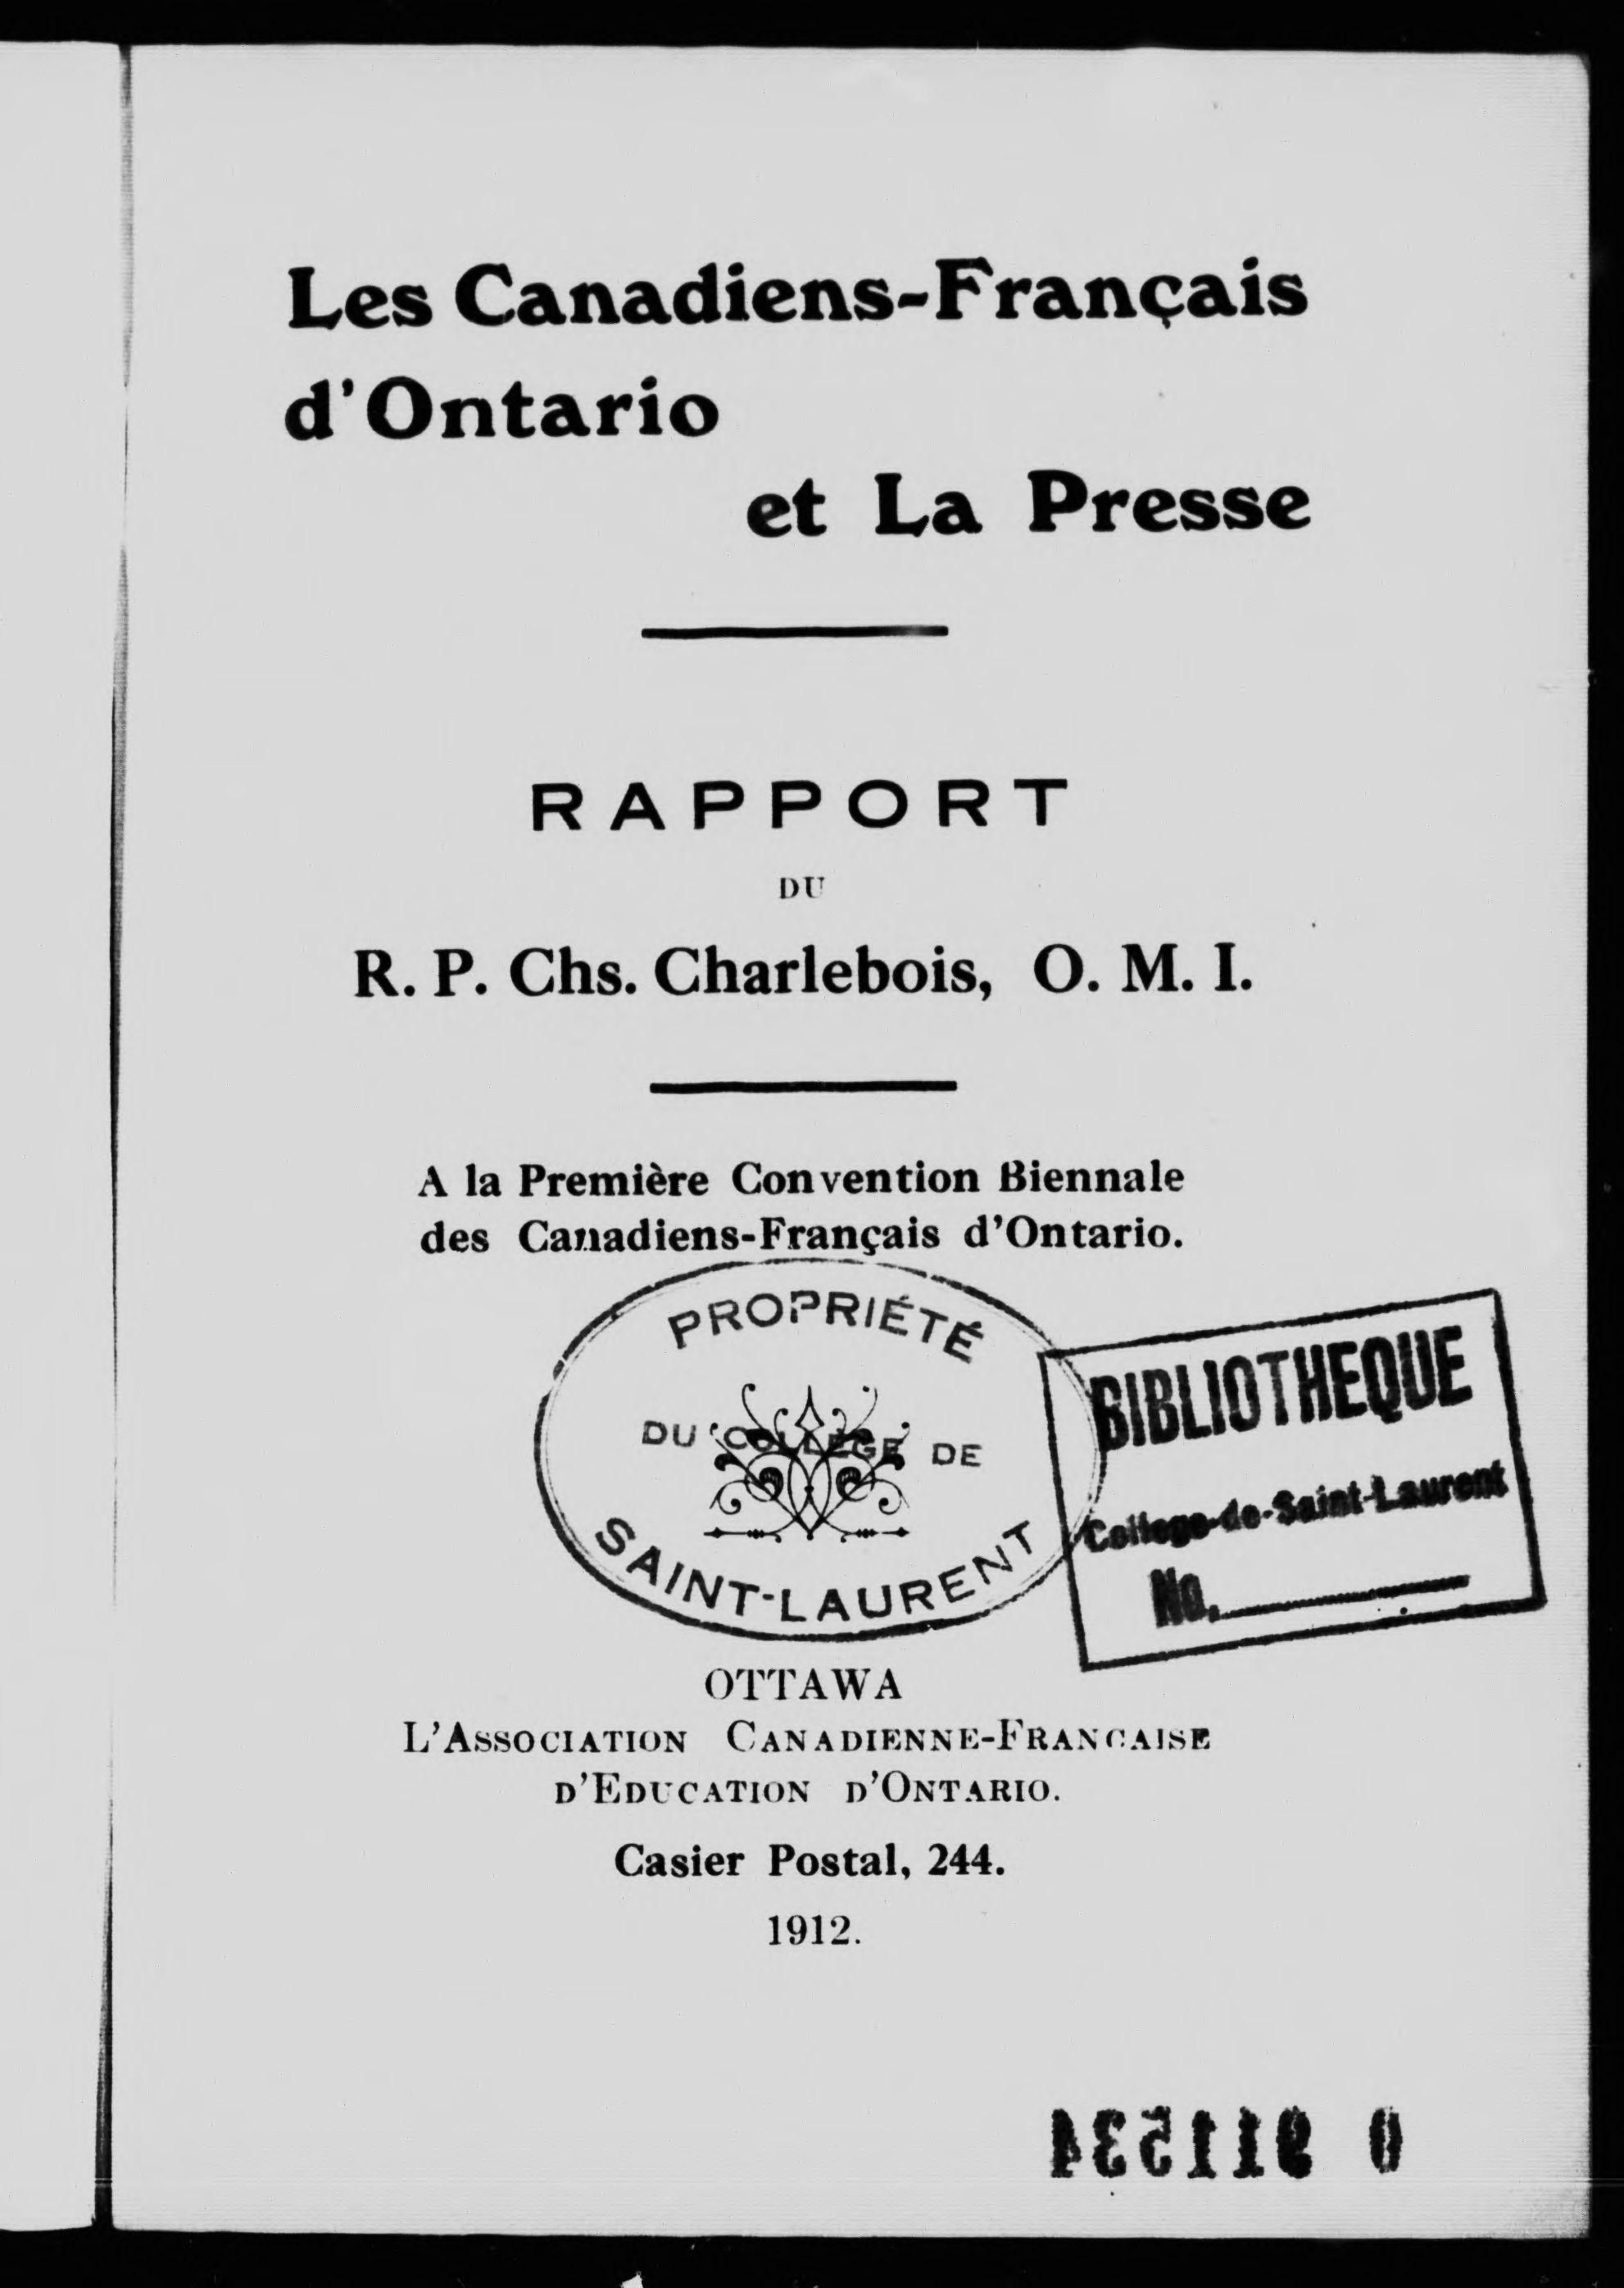 Les Canadiens-Français
d'Ontario
et La Presse
RAPPORT
DU
R. P. Chs. Charlebois, O. M. I.
A la Première Convention Biennale
des Canadiens-Français d'Ontario.
PROPRIÉTÉ
DU COLLÈGE DE
SAINT-LAURENT
BIBLIOTHEQUE
College-de-Saint-Laurent
No.
OTTAWA
L'ASSOCIATION CANADIENNE-FRANCAISE
D'EDUCATION D'ONTARIO.
Casier Postal, 244.
1912.
0 911534